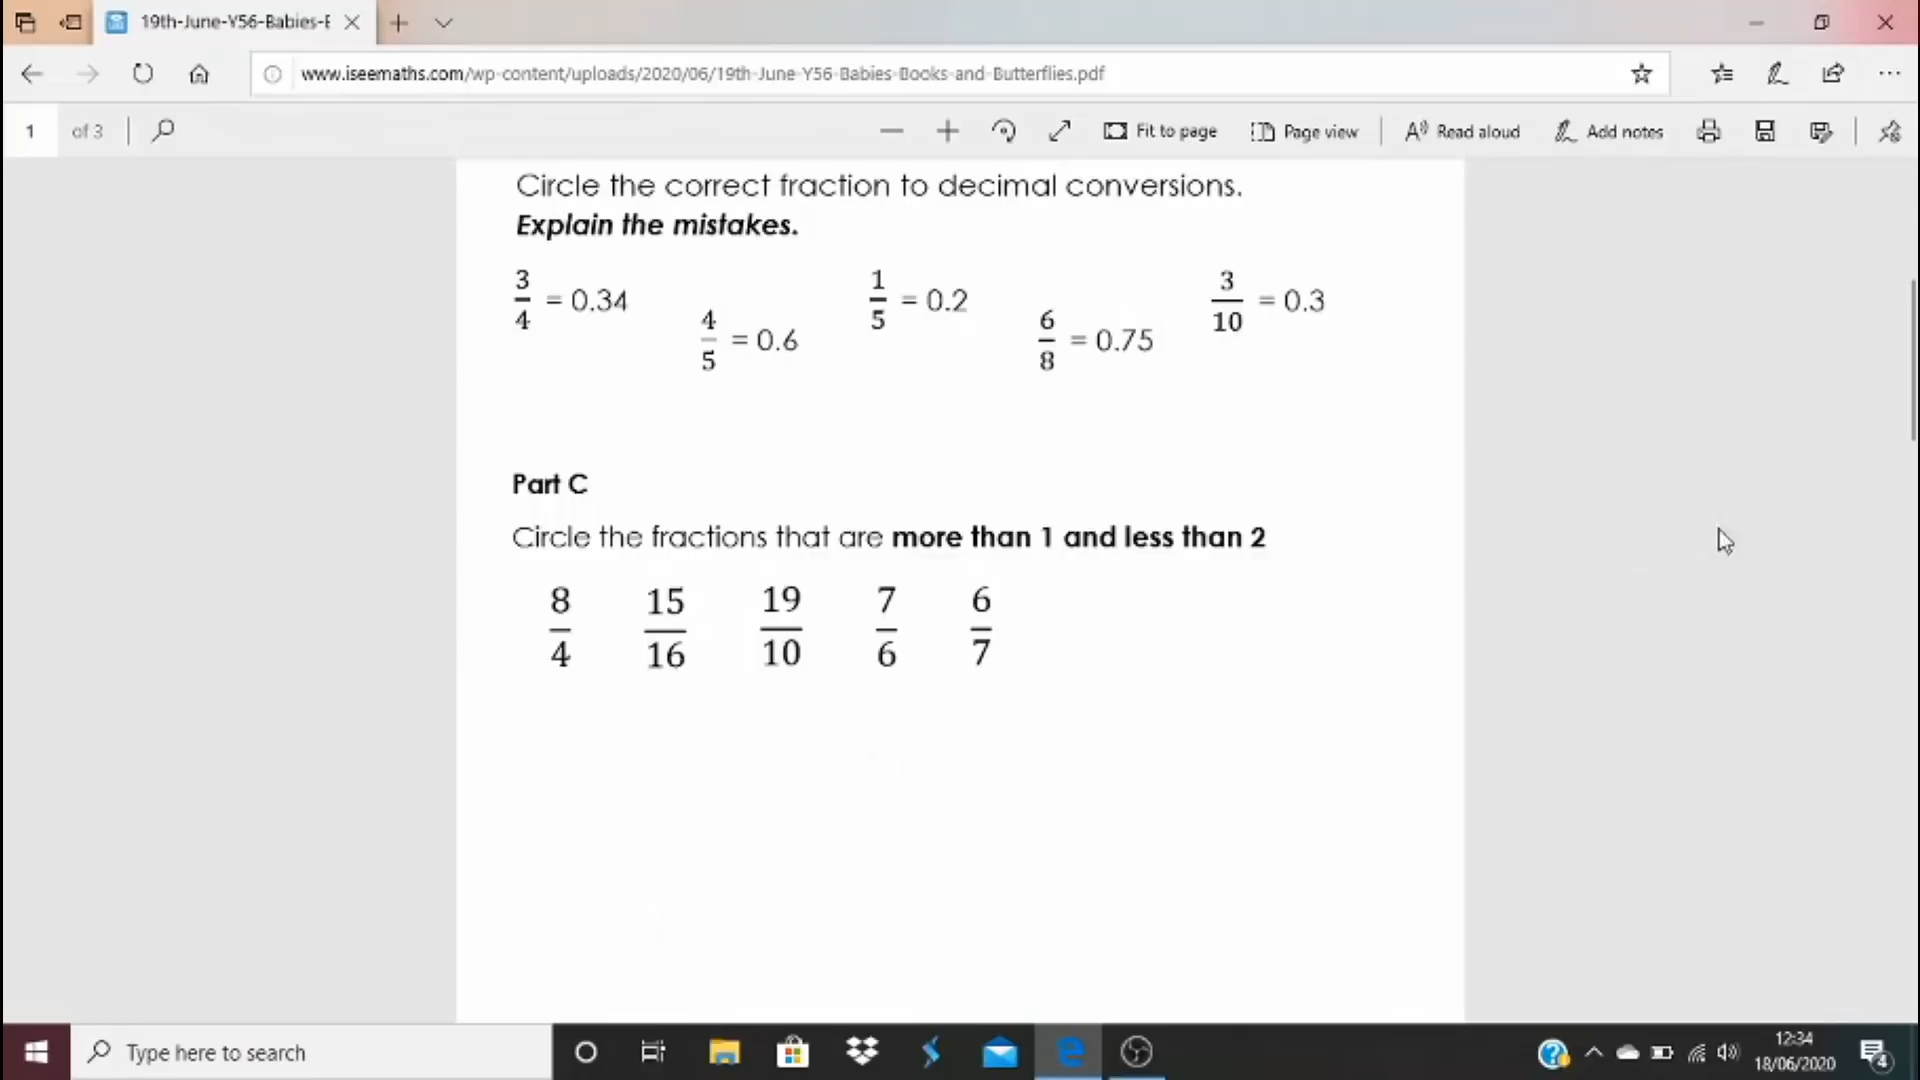 19th-June-Y56-Babies-E
www.iseemaths.com/wp-content/uploads/2020/06/19th-June-Y56-Babies-Books-and-Butterflies.pdf
1 of 3 Fit to page Page view Read aloud Add notes
Circle the correct fraction to decimal conversions.
Explain the mistakes.
3/4 = 0.34
4/5 = 0.6
1/5 = 0.2
6/8 = 0.75
3/10 = 0.3
Part C
Circle the fractions that are more than 1 and less than 2
8/4 15/16 19/10 7/6 6/7
Type here to search
12:34
18/06/2020
4